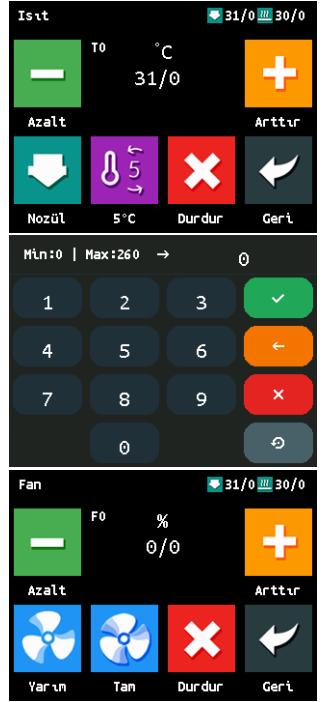 Isıt 31/0 30/0
T0 °C
31/0
Azalt Arttır
5
Nozül 5°C Durdur Geri
Min:0 | Max:260 → 0
1 2 3 ✓
4 5 6 ←
7 8 9 ×
0
Fan 31/0 30/0
F0 %
0/0
Azalt Arttır
Yarım Tam Durdur Geri